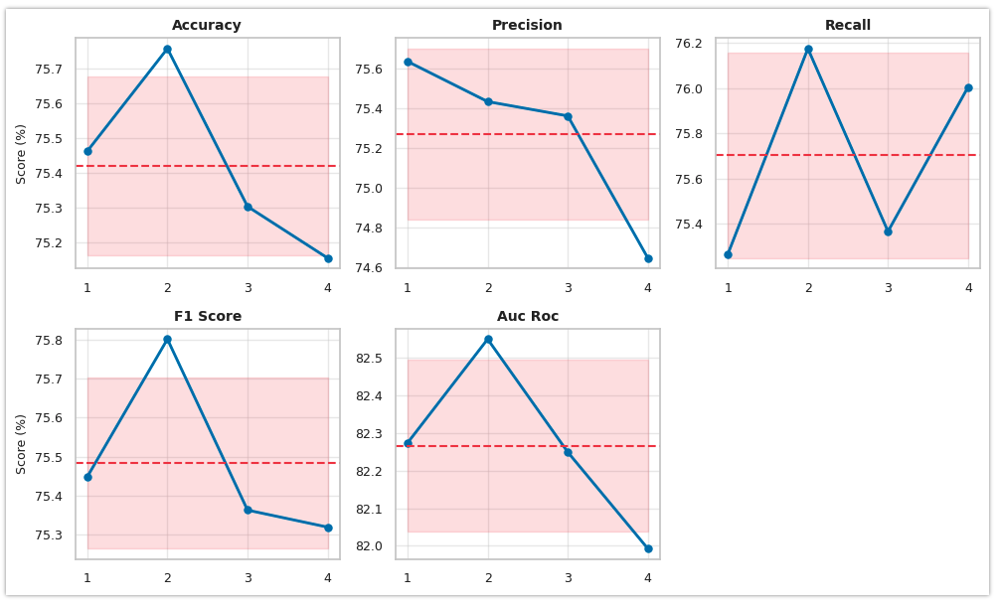 Accuracy
Score (%)
75.7
75.6
75.5
75.4
75.3
75.2
1 2 3 4
Precision
75.6
75.4
75.2
75.0
74.8
74.6
1 2 3 4
Recall
76.2
76.0
75.8
75.6
75.4
1 2 3 4
F1 Score
Score (%)
75.8
75.7
75.6
75.5
75.4
75.3
1 2 3 4
Auc Roc
82.5
82.4
82.3
82.2
82.1
82.0
1 2 3 4